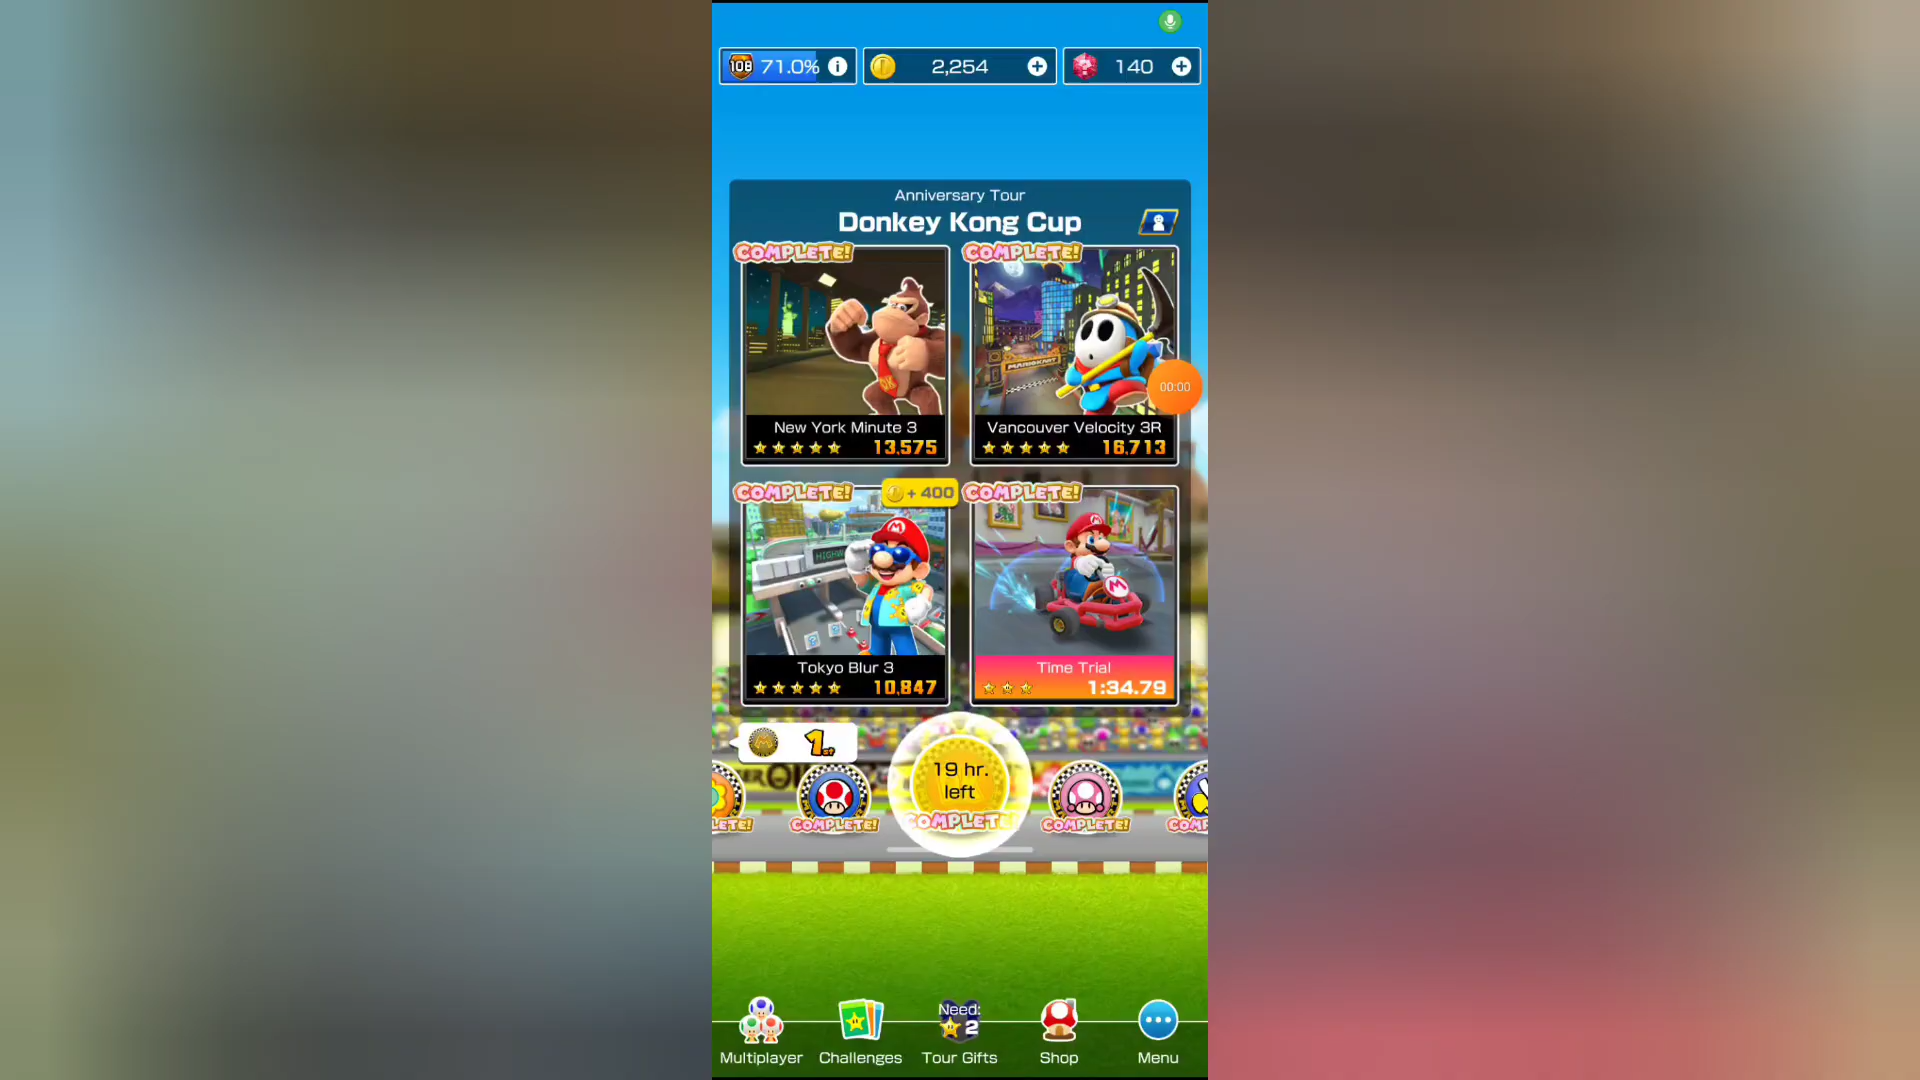 108 71.0% i
2,254 +
140 +
Anniversary Tour
Donkey Kong Cup
COMPLETE!
COMPLETE!
MARIOKART
DK
00:00
New York Minute 3
13,575
Vancouver Velocity 3R
16,713
COMPLETE!
+ 400
COMPLETE!
M
M
M
Tokyo Blur 3
10,847
Time Trial
1:34.79
1st
19 hr.
left
COMPLETE!
COMPLETE!
COMPLETE!
Need:
2
Multiplayer
Challenges
Tour Gifts
Shop
Menu